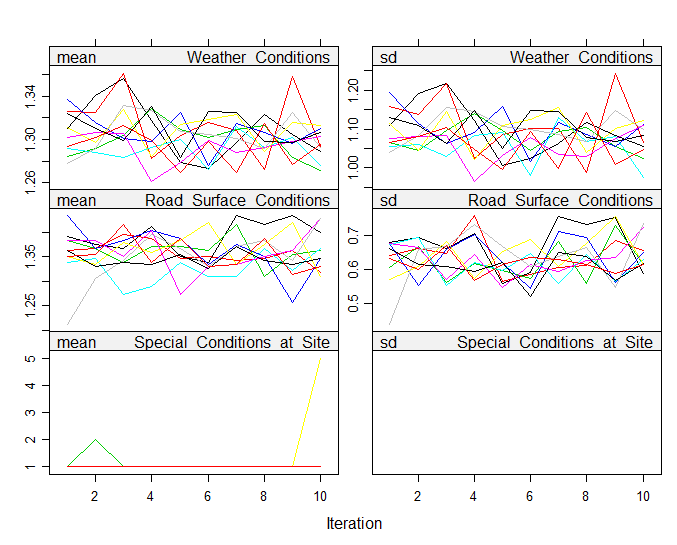 mean Weather Conditions
sd Weather Conditions
1.34
1.30
1.26
1.20
1.10
1.00
mean Road Surface Conditions
sd Road Surface Conditions
1.35
1.25
0.7
0.6
0.5
mean Special Conditions at Site
sd Special Conditions at Site
5
4
3
2
1
2 4 6 8 10
2 4 6 8 10
Iteration